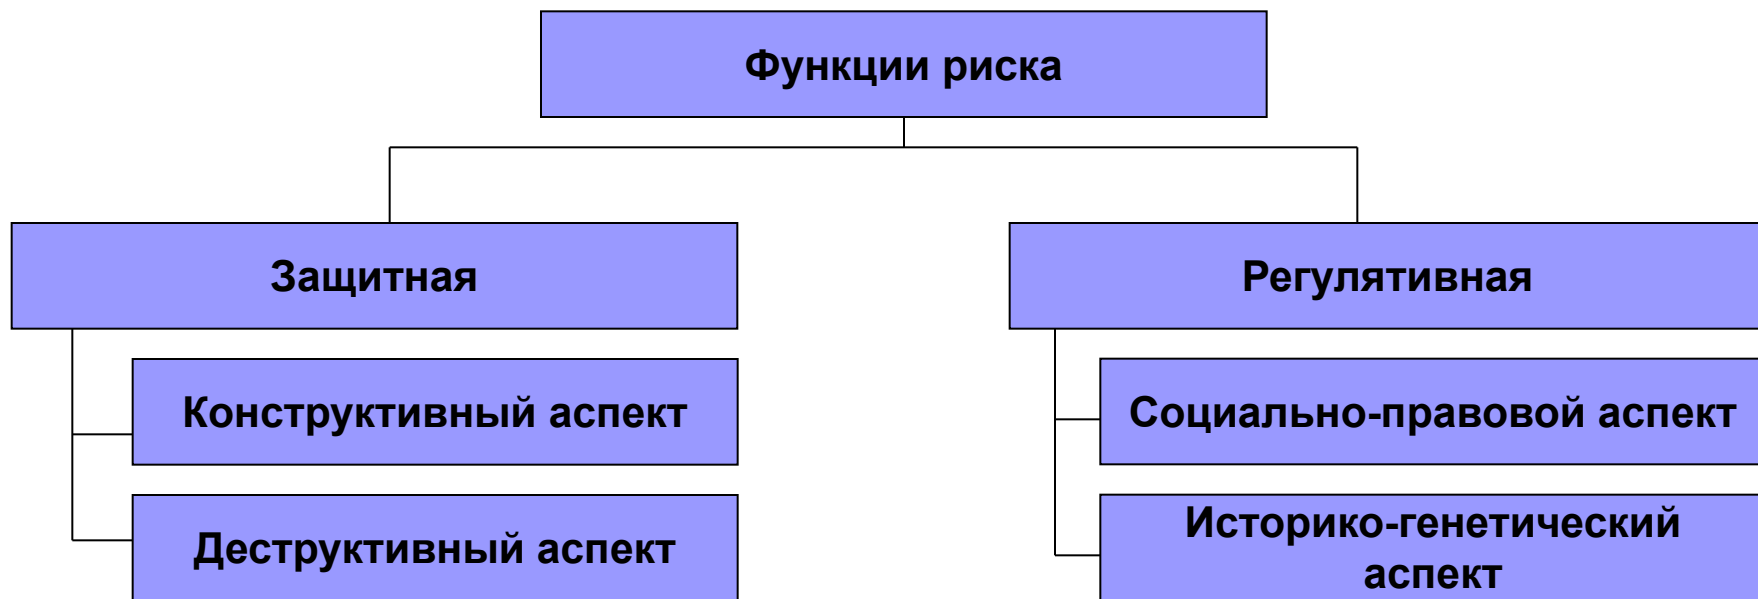 Функции риска
Защитная
Регулятивная
Конструктивный аспект
Социально-правовой аспект
Деструктивный аспект
Историко-генетический
аспект